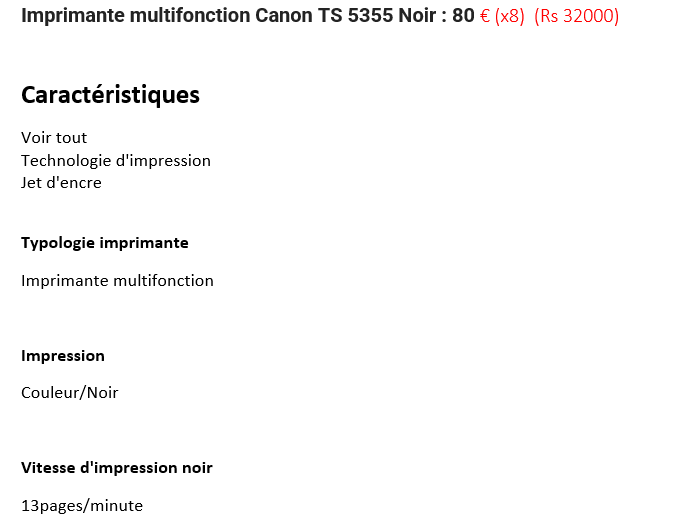 Imprimante multifonction Canon TS 5355 Noir : 80 € (x8) (Rs 32000)
Caractéristiques
Voir tout
Technologie d'impression
Jet d'encre
Typologie imprimante
Imprimante multifonction
Impression
Couleur/Noir
Vitesse d'impression noir
13pages/minute